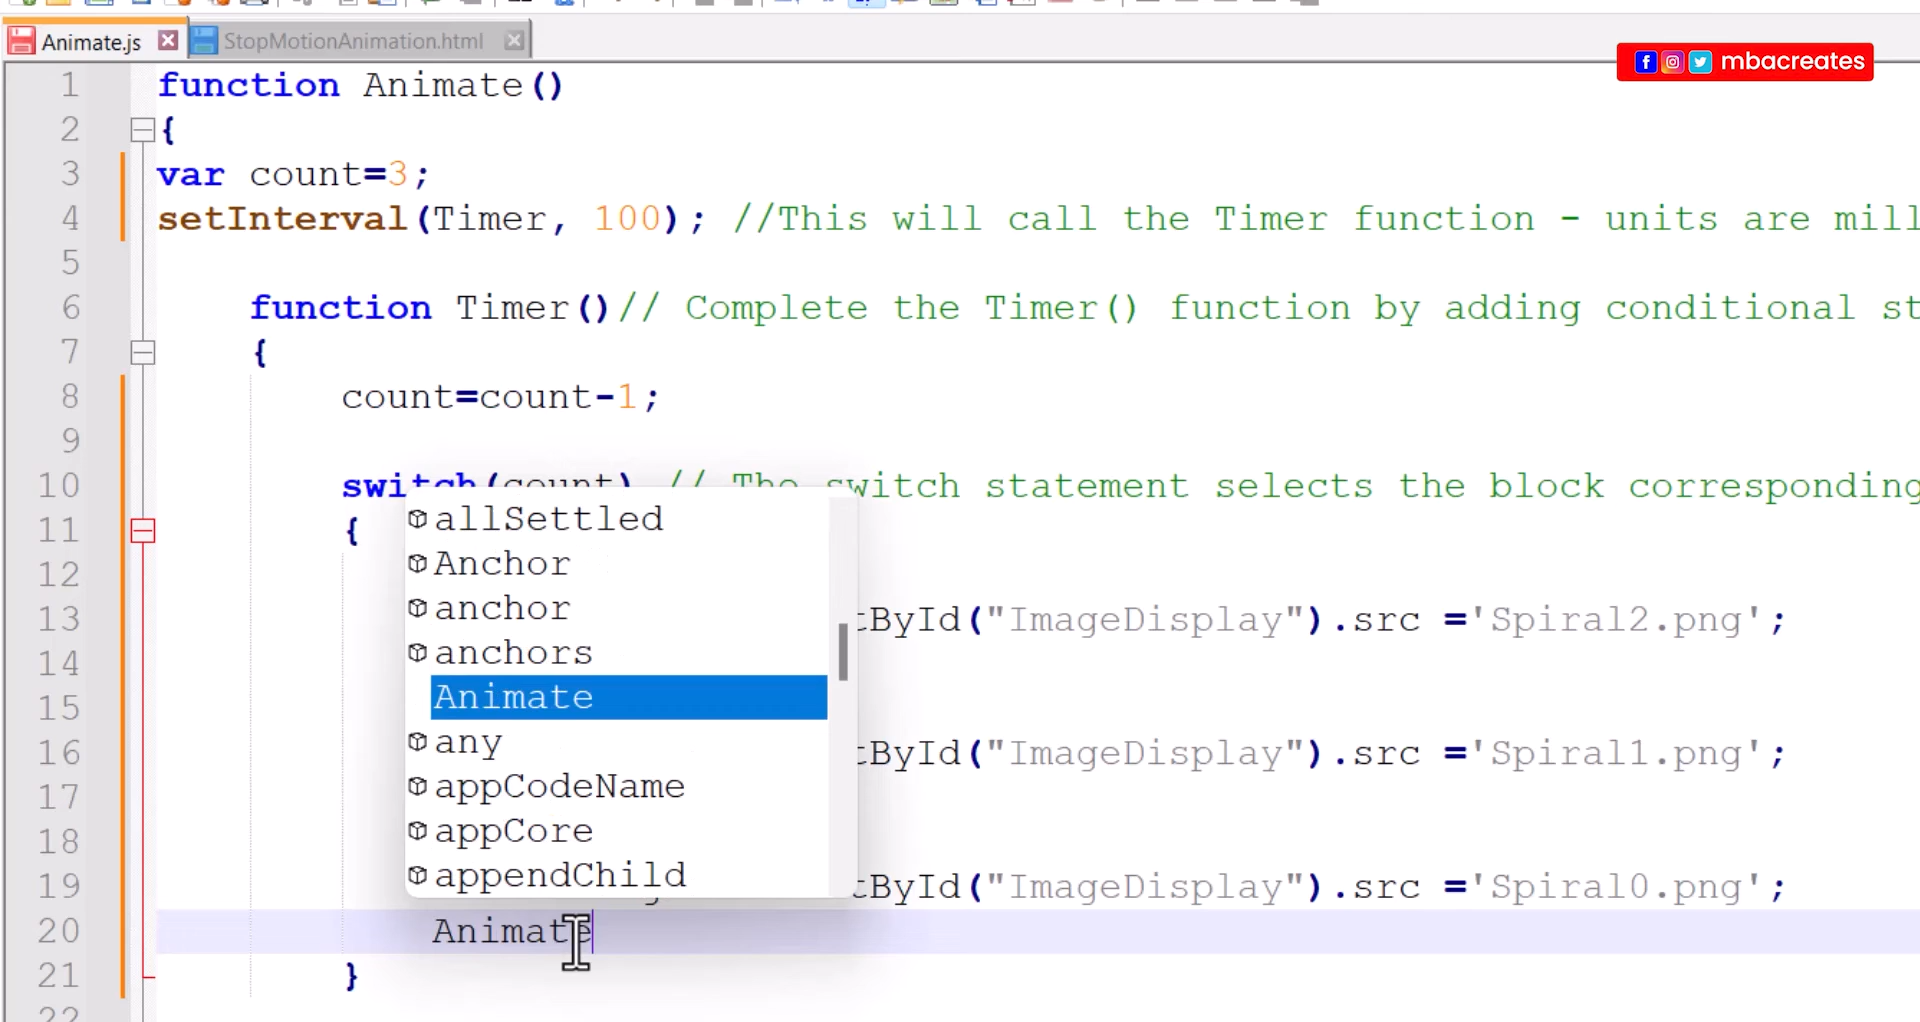 Animate.js
StopMotionAnimation.html
mbacreates
1 function Animate()
2 {
3 var count=3;
4 setInterval(Timer, 100); //This will call the Timer function - units are mill
5
6 function Timer()// Complete the Timer() function by adding conditional st
7 {
8 count=count-1;
9
10 switch(count) // The switch statement selects the block corresponding
11 {
allSettled
12
Anchor
anchor
13 tById("ImageDisplay").src ='Spiral2.png';
14
anchors
15
Animate
16 tById("ImageDisplay").src ='Spiral1.png';
any
17
appCodeName
18
appCore
19 tById("ImageDisplay").src ='Spiral0.png';
appendChild
20 Animate
21 }
22